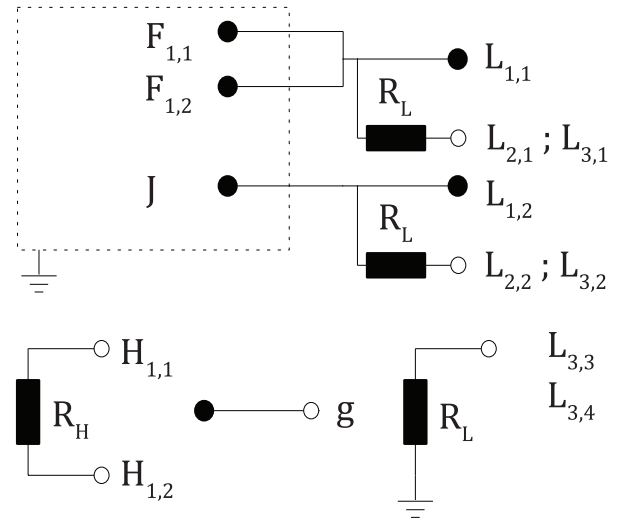 F1,1
L1,1
F1,2
RL
L2,1 ; L3,1
J
L1,2
RL
L2,2 ; L3,2
H1,1
L3,3
RH
g
RL
L3,4
H1,2